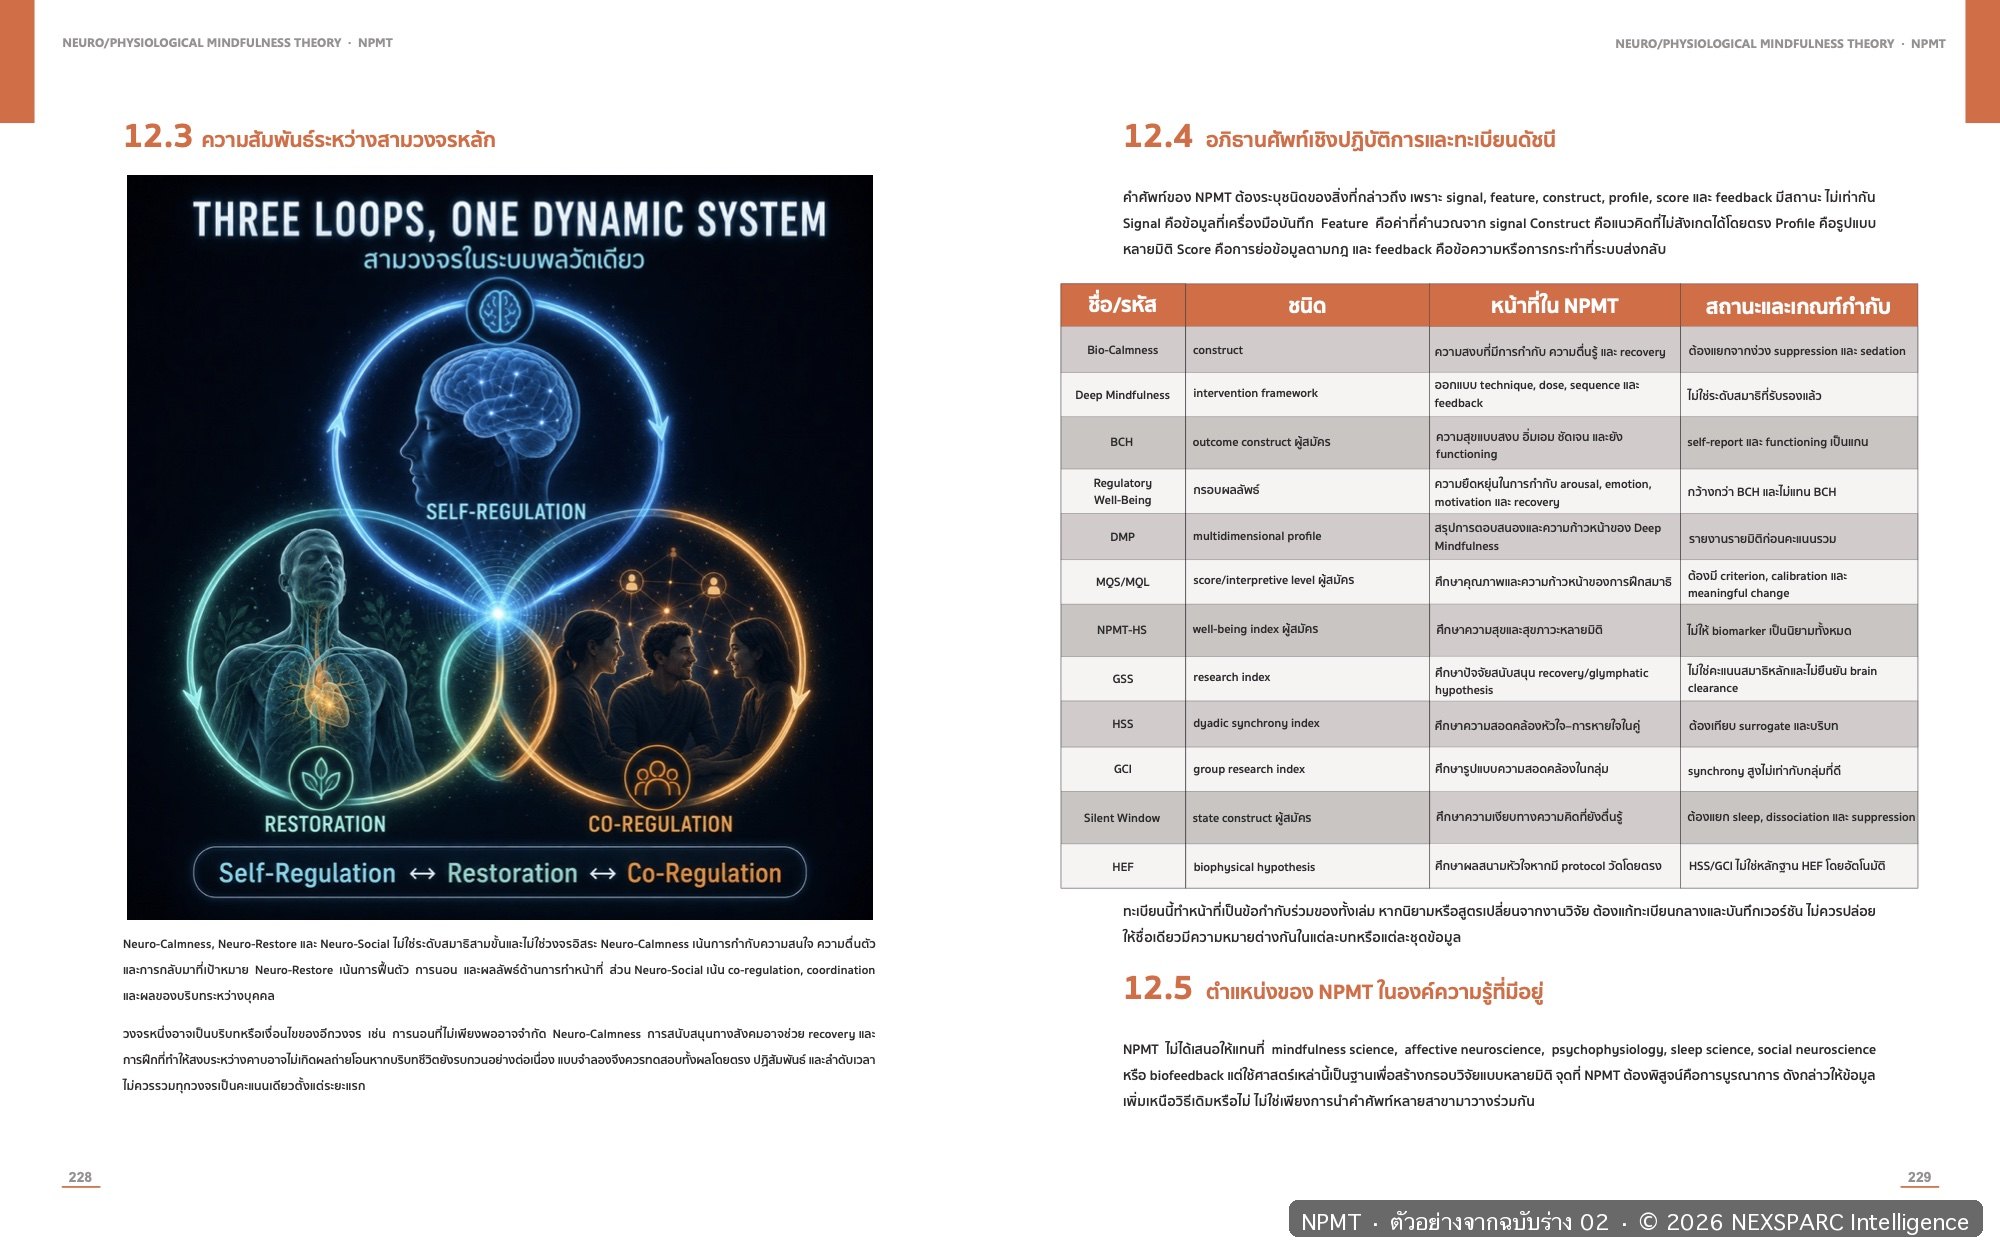 NEURO/PHYSIOLOGICAL MINDFULNESS THEORY · NPMT
12.3 ความสัมพันธ์ระหว่างสามวงจรหลัก
THREE LOOPS, ONE DYNAMIC SYSTEM
สามวงจรในระบบพลวัตเดียว
SELF-REGULATION
RESTORATION
CO-REGULATION
Self-Regulation ↔ Restoration ↔ Co-Regulation
Neuro-Calmness, Neuro-Restore และ Neuro-Social ไม่ใช่ระดับสมาธิสามขั้นและไม่ใช่วงจรอิสระ Neuro-Calmness เน้นการกำกับความสนใจ ความตื่นตัว
และการกลับมาที่เป้าหมาย Neuro-Restore เน้นการฟื้นตัว การนอน และผลลัพธ์ด้านการทำหน้าที่ ส่วน Neuro-Social เน้น co-regulation, coordination
และผลของบริบทระหว่างบุคคล
วงจรหนึ่งอาจเป็นบริบทหรือเงื่อนไขของอีกวงจร เช่น การนอนที่ไม่เพียงพออาจจำกัด Neuro-Calmness การสนับสนุนทางสังคมอาจช่วย recovery และ
การฝึกที่ทำให้สงบระหว่างคาบอาจไม่เกิดผลถ่ายโอนหากบริบทชีวิตยังรบกวนอย่างต่อเนื่อง แบบจำลองจึงควรทดสอบทั้งผลโดยตรง ปฏิสัมพันธ์ และลำดับเวลา
ไม่ควรรวมทุกวงจรเป็นคะแนนเดียวตั้งแต่ระยะแรก
228
NEURO/PHYSIOLOGICAL MINDFULNESS THEORY · NPMT
12.4 อภิธานศัพท์เชิงปฏิบัติการและทะเบียนดัชนี
คำศัพท์ของ NPMT ต้องระบุชนิดของสิ่งที่กล่าวถึง เพราะ signal, feature, construct, profile, score และ feedback มีสถานะ ไม่เท่ากัน
Signal คือข้อมูลที่เครื่องมือบันทึก Feature คือค่าที่คำนวณจาก signal Construct คือแนวคิดที่ไม่สังเกตได้โดยตรง Profile คือรูปแบบ
หลายมิติ Score คือการย่อข้อมูลตามกฎ และ feedback คือข้อความหรือการกระทำที่ระบบส่งกลับ
ชื่อ/รหัส ชนิด หน้าที่ใน NPMT สถานะและเกณฑ์กำกับ
Bio-Calmness construct ความสงบที่มีการกำกับ ความตื่นรู้ และ recovery ต้องแยกจากง่วง suppression และ sedation
Deep Mindfulness intervention framework ออกแบบ technique, dose, sequence และ feedback ไม่ใช่ระดับสมาธิที่รับรองแล้ว
BCH outcome construct ผู้สมัคร ความสุขแบบสงบ อิ่มเอม ชัดเจน และยัง functioning self-report และ functioning เป็นแกน
Regulatory Well-Being กรอบผลลัพธ์ ความยืดหยุ่นในการกำกับ arousal, emotion, motivation และ recovery กว้างกว่า BCH และไม่แทน BCH
DMP multidimensional profile สรุปการตอบสนองและความก้าวหน้าของ Deep Mindfulness รายงานรายมิติก่อนคะแนนรวม
MQS/MQL score/interpretive level ผู้สมัคร ศึกษาคุณภาพและความก้าวหน้าของการฝึกสมาธิ ต้องมี criterion, calibration และ meaningful change
NPMT-HS well-being index ผู้สมัคร ศึกษาความสุขและสุขภาวะหลายมิติ ไม่ให้ biomarker เป็นนิยามทั้งหมด
GSS research index ศึกษาปัจจัยสนับสนุน recovery/glymphatic hypothesis ไม่ใช่คะแนนสมาธิหลักและไม่ยืนยัน brain clearance
HSS dyadic synchrony index ศึกษาความสอดคล้องหัวใจ–การหายใจในคู่ ต้องเทียบ surrogate และบริบท
GCI group research index ศึกษารูปแบบความสอดคล้องในกลุ่ม synchrony สูงไม่เท่ากับกลุ่มที่ดี
Silent Window state construct ผู้สมัคร ศึกษาความเงียบทางความคิดที่ยังตื่นรู้ ต้องแยก sleep, dissociation และ suppression
HEF biophysical hypothesis ศึกษาผลสนามหัวใจหากมี protocol วัดโดยตรง HSS/GCI ไม่ใช่หลักฐาน HEF โดยอัตโนมัติ
ทะเบียนนี้ทำหน้าที่เป็นข้อกำกับร่วมของทั้งเล่ม หากนิยามหรือสูตรเปลี่ยนจากงานวิจัย ต้องแก้ทะเบียนกลางและบันทึกเวอร์ชัน ไม่ควรปล่อย
ให้ชื่อเดียวมีความหมายต่างกันในแต่ละบทหรือแต่ละชุดข้อมูล
12.5 ตำแหน่งของ NPMT ในองค์ความรู้ที่มีอยู่
NPMT ไม่ได้เสนอให้แทนที่ mindfulness science, affective neuroscience, psychophysiology, sleep science, social neuroscience
หรือ biofeedback แต่ใช้ศาสตร์เหล่านี้เป็นฐานเพื่อสร้างกรอบวิจัยแบบหลายมิติ จุดที่ NPMT ต้องพิสูจน์คือการบูรณาการ ดังกล่าวให้ข้อมูล
เพิ่มเหนือวิธีเดิมหรือไม่ ไม่ใช่เพียงการนำคำศัพท์หลายสาขามาวางร่วมกัน
229
NPMT · ตัวอย่างจากฉบับร่าง 02 · © 2026 NEXSPARC Intelligence